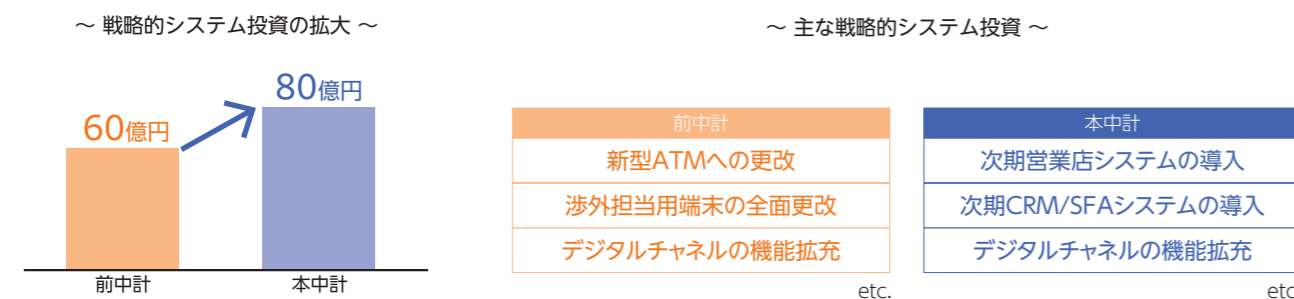 ～ 戦略的システム投資の拡大 ～
80億円
60億円
前中計
本中計
～ 主な戦略的システム投資 ～
前中計
新型ATMへの更改
渉外担当用端末の全面更改
デジタルチャネルの機能拡充
etc.
本中計
次期営業店システムの導入
次期CRM/SFAシステムの導入
デジタルチャネルの機能拡充
etc